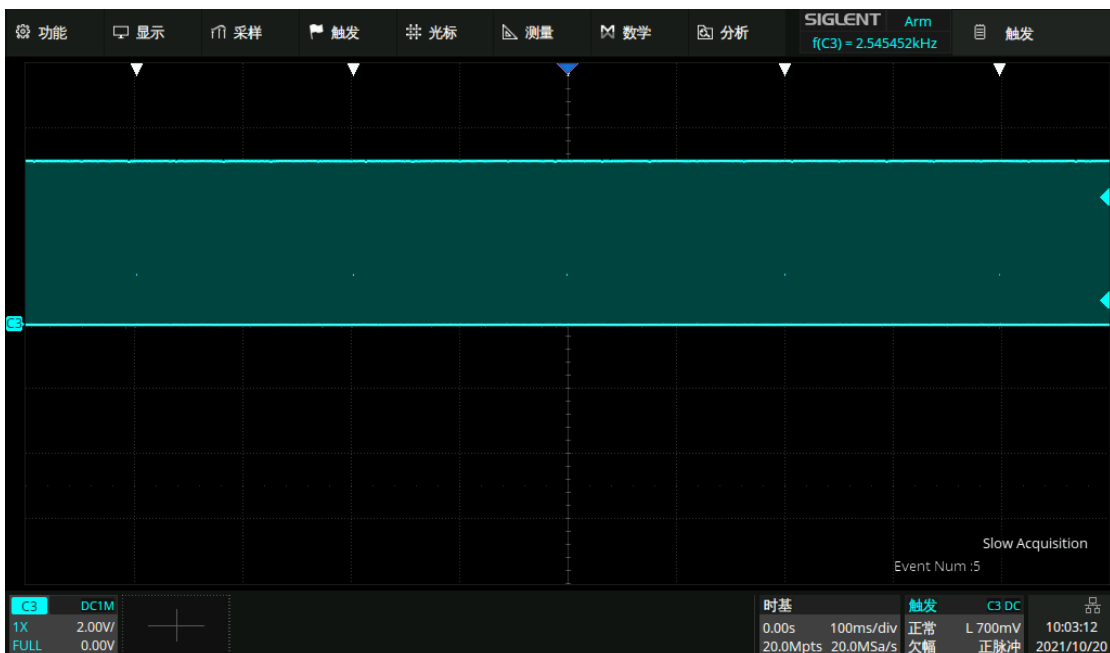 功能 显示 采样 触发 光标 测量 数学 分析 SIGLENT Arm 触发
f(C3) = 2.545452kHz
C3
Slow Acquisition
Event Num :5
C3 DC1M 时基 触发 C3 DC
1X 2.00V/ 0.00s 100ms/div 正常 L 700mV 10:03:12
FULL 0.00V 20.0Mpts 20.0MSa/s 欠幅 正脉冲 2021/10/20